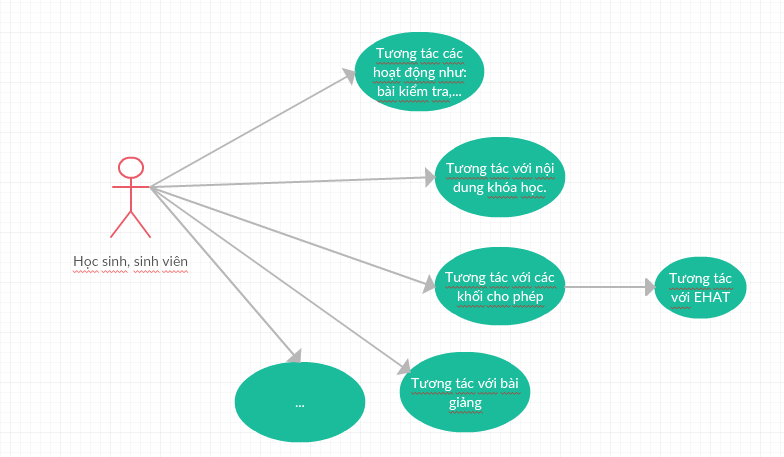 Tương tác các
hoạt động như:
bài kiểm tra,...
Tương tác với nội
dung khóa học.
Học sinh, sinh viên
Tương tác với các
khối cho phép
Tương tác
với EHAT
Tương tác với bài
giảng
...